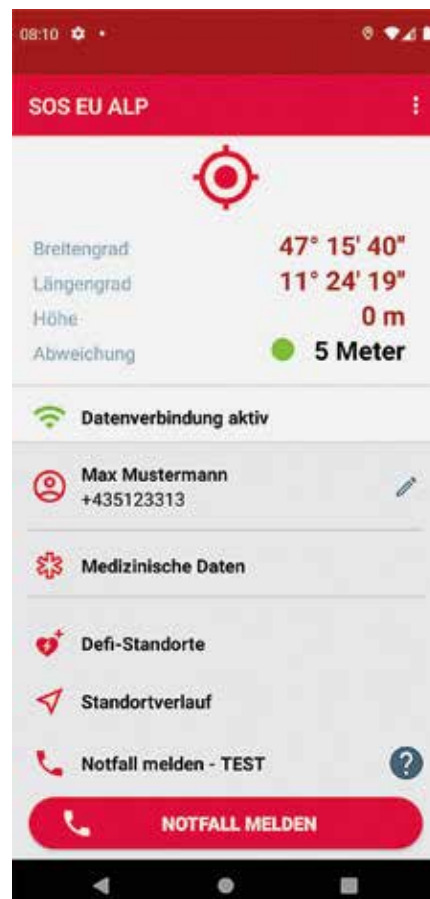 08:10
SOS EU ALP
Breitengrad 47° 15' 40"
Längengrad 11° 24' 19"
Höhe 0 m
Abweichung 5 Meter
Datenverbindung aktiv
Max Mustermann
+435123313
Medizinische Daten
Defi-Standorte
Standortverlauf
Notfall melden - TEST ?
NOTFALL MELDEN